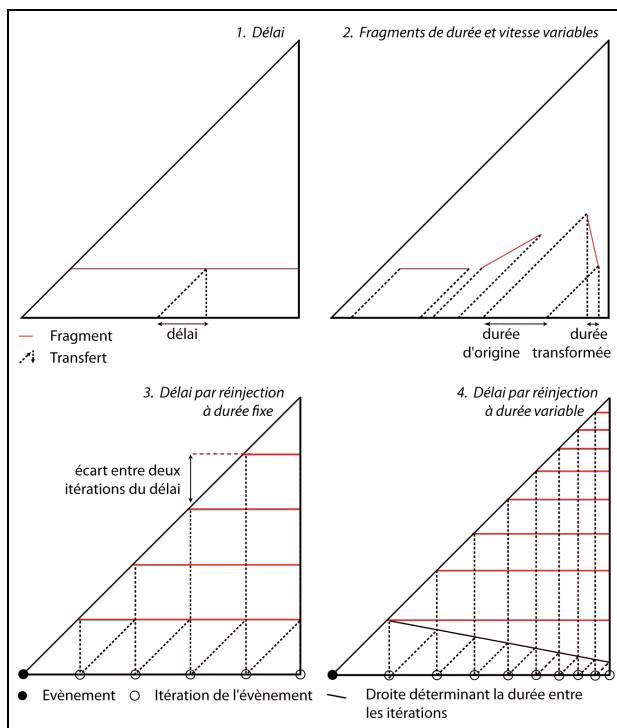 1. Délai
2. Fragments de durée et vitesse variables
Fragment
Transfert
délai
durée
d'origine
durée
transformée
3. Délai par réinjection
à durée fixe
4. Délai par réinjection
à durée variable
écart entre deux
itérations du délai
Evènement
Itération de l'évènement
Droite déterminant la durée entre
les itérations